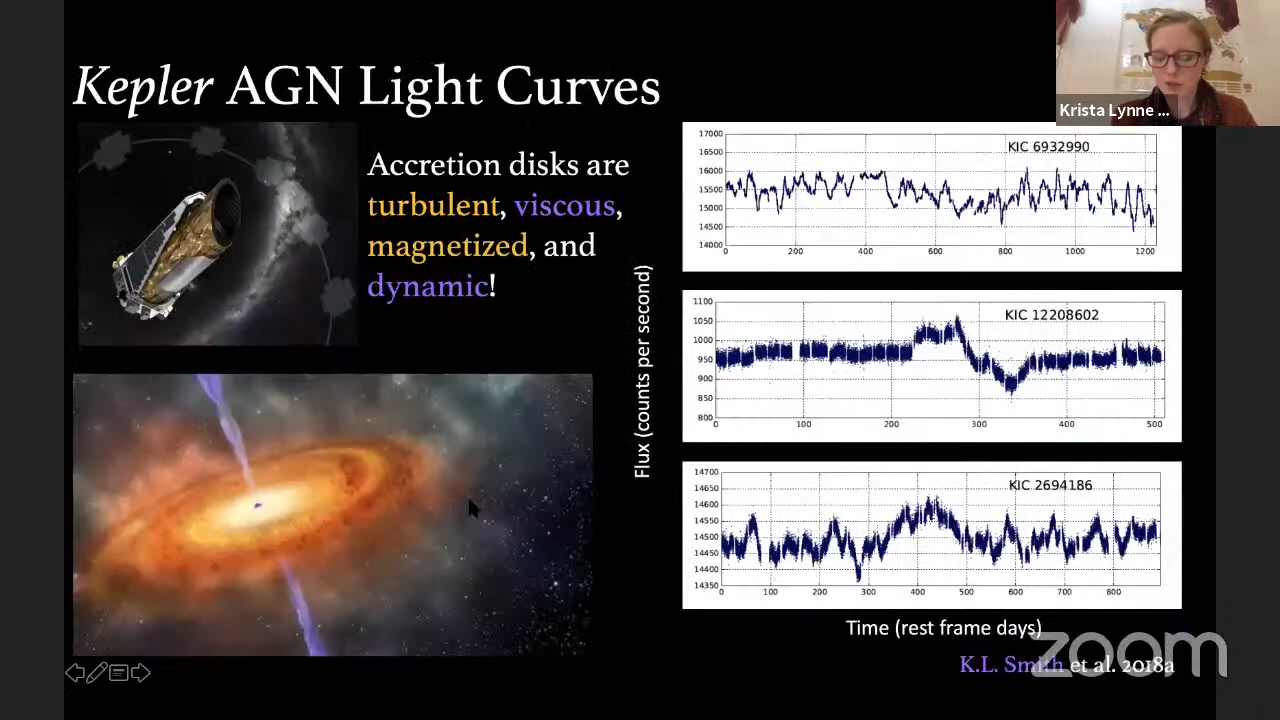 Kepler AGN Light Curves
Krista Lynne ...
Accretion disks are
turbulent, viscous,
magnetized, and
dynamic!
Flux (counts per second)
KIC 6932990
17000
16500
16000
15500
15000
14500
14000
0 200 400 600 800 1000 1200
KIC 12208602
1100
1050
1000
950
900
850
800
0 100 200 300 400 500
KIC 2694186
14700
14650
14600
14550
14500
14450
14400
14350
0 100 200 300 400 500 600 700 800
Time (rest frame days)
K.L. Smith et al. 2018a
zoom